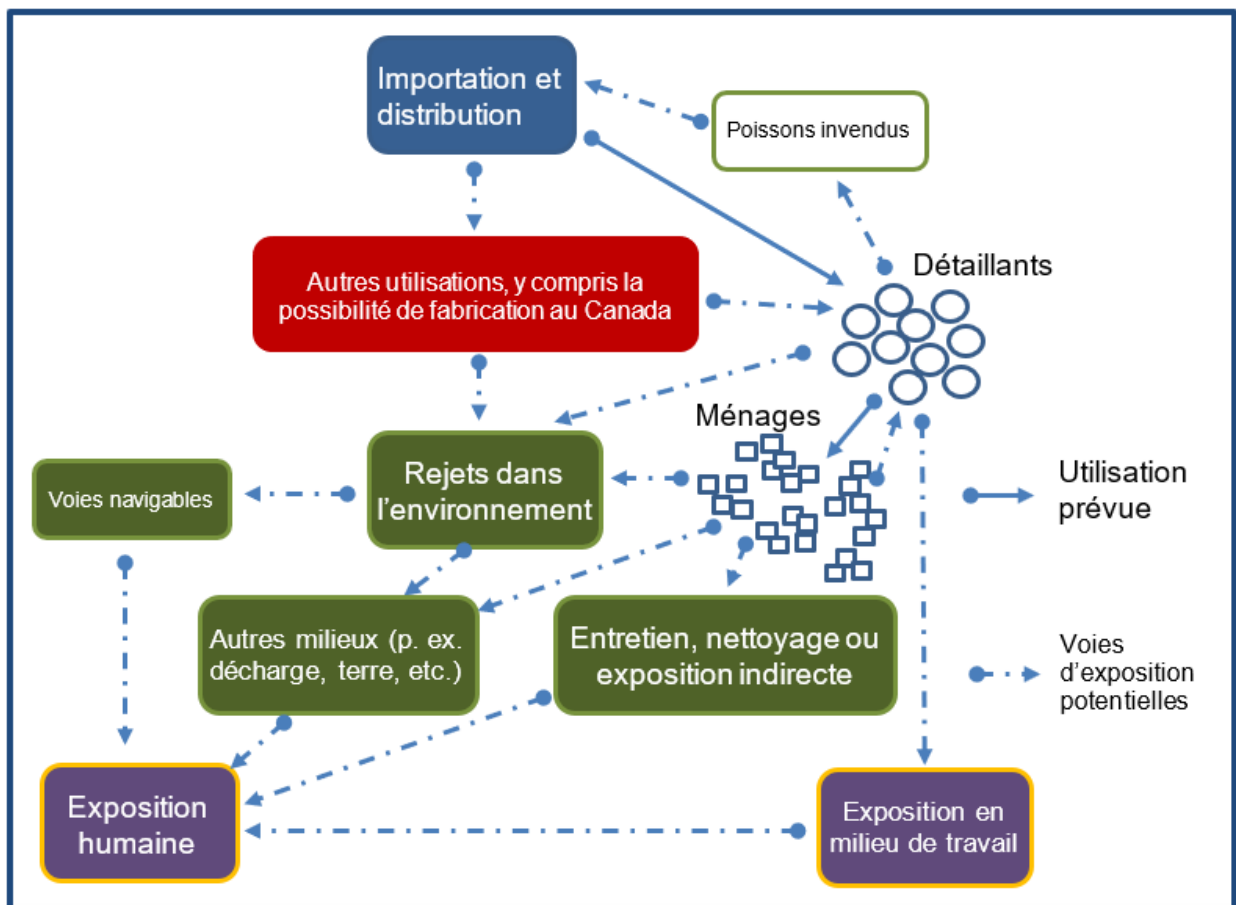 Importation et
distribution
Poissons invendus
Autres utilisations, y compris la
possibilité de fabrication au Canada
Détaillants
Ménages
Rejets dans
l’environnement
Voies navigables
Utilisation
prévue
Autres milieux (p. ex.
décharge, terre, etc.)
Entretien, nettoyage ou
exposition indirecte
Voies
d’exposition
potentielles
Exposition
humaine
Exposition en
milieu de travail